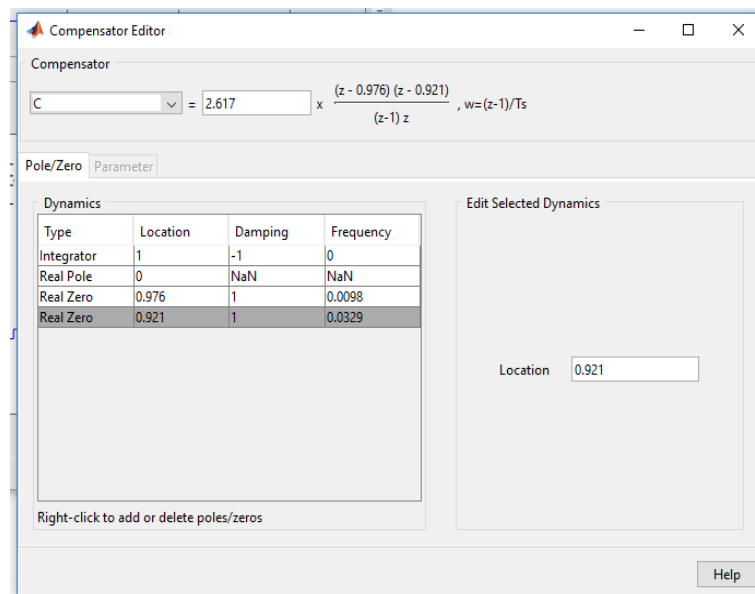 Compensator Editor
Compensator
C = 2.617 x (z - 0.976) (z - 0.921) , w=(z-1)/Ts
(z-1) z
Pole/Zero Parameter
Dynamics
Type Location Damping Frequency
Integrator 1 -1 0
Real Pole 0 NaN NaN
Real Zero 0.976 1 0.0098
Real Zero 0.921 1 0.0329
Right-click to add or delete poles/zeros
Edit Selected Dynamics
Location 0.921
Help